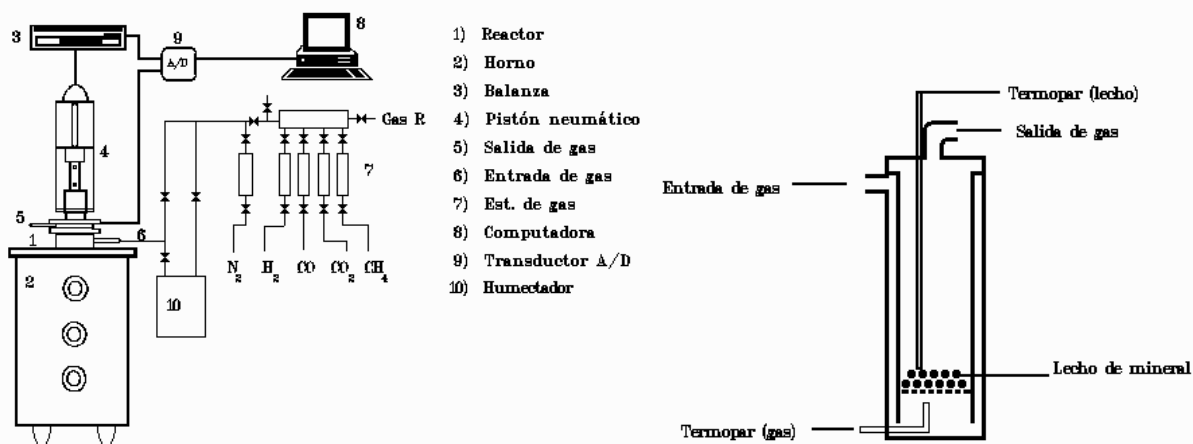 3
9
8
A/D
4
Gas R
7
5
1
6
N2
H2
CO
CO2
CH4
2
10
1) Reactor
2) Horno
3) Balanza
4) Pistón neumático
5) Salida de gas
6) Entrada de gas
7) Est. de gas
8) Computadora
9) Transductor A/D
10) Humectador
Termopar (lecho)
Salida de gas
Entrada de gas
Lecho de mineral
Termopar (gas)